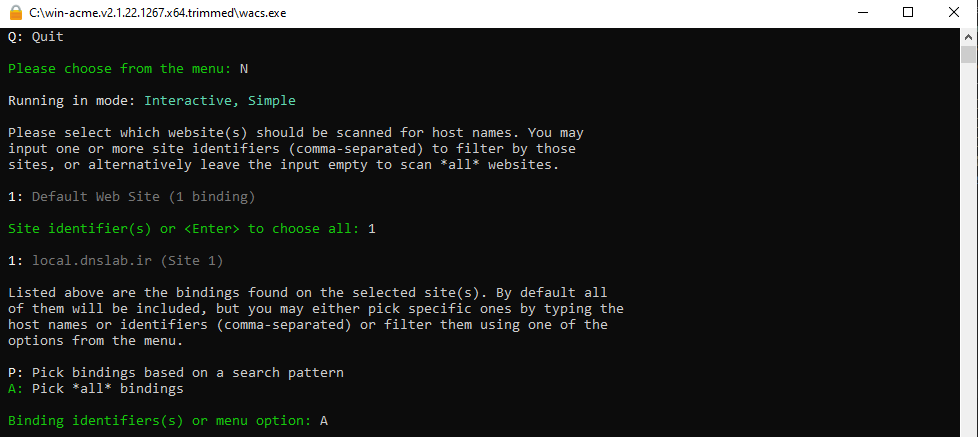 C:\win-acme.v2.1.22.1267.x64.trimmed\wacs.exe
Q: Quit
Please choose from the menu: N
Running in mode: Interactive, Simple
Please select which website(s) should be scanned for host names. You may
input one or more site identifiers (comma-separated) to filter by those
sites, or alternatively leave the input empty to scan *all* websites.
1: Default Web Site (1 binding)
Site identifier(s) or <Enter> to choose all: 1
1: local.dnslab.ir (Site 1)
Listed above are the bindings found on the selected site(s). By default all
of them will be included, but you may either pick specific ones by typing the
host names or identifiers (comma-separated) or filter them using one of the
options from the menu.
P: Pick bindings based on a search pattern
A: Pick *all* bindings
Binding identifiers(s) or menu option: A